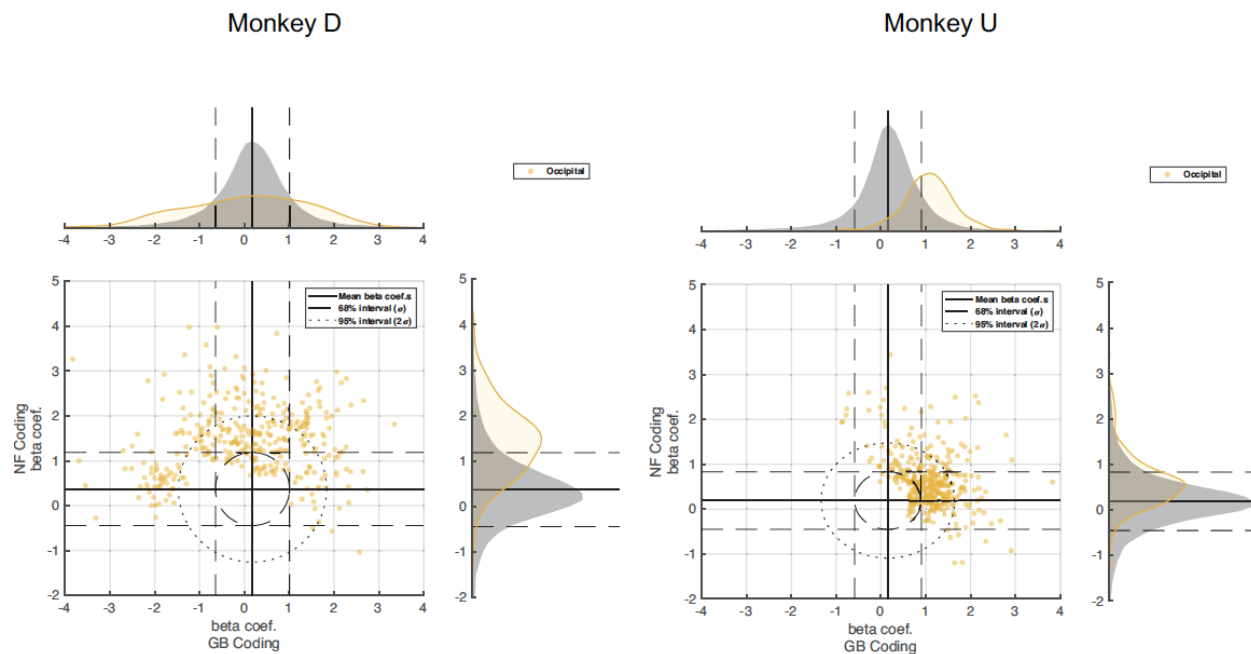 Monkey D
Monkey U
Occipital
Occipital
-4 -3 -2 -1 0 1 2 3 4
-4 -3 -2 -1 0 1 2 3 4
5
4
3
2
1
0
-1
-2
NF Coding
beta coef.
Mean beta coef.s
68% interval (σ)
95% interval (2σ)
-4 -3 -2 -1 0 1 2 3 4
beta coef.
GB Coding
5
4
3
2
1
0
-1
-2
5
4
3
2
1
0
-1
-2
NF Coding
beta coef.
Mean beta coef.s
68% interval (σ)
95% interval (2σ)
-4 -3 -2 -1 0 1 2 3 4
beta coef.
GB Coding
5
4
3
2
1
0
-1
-2